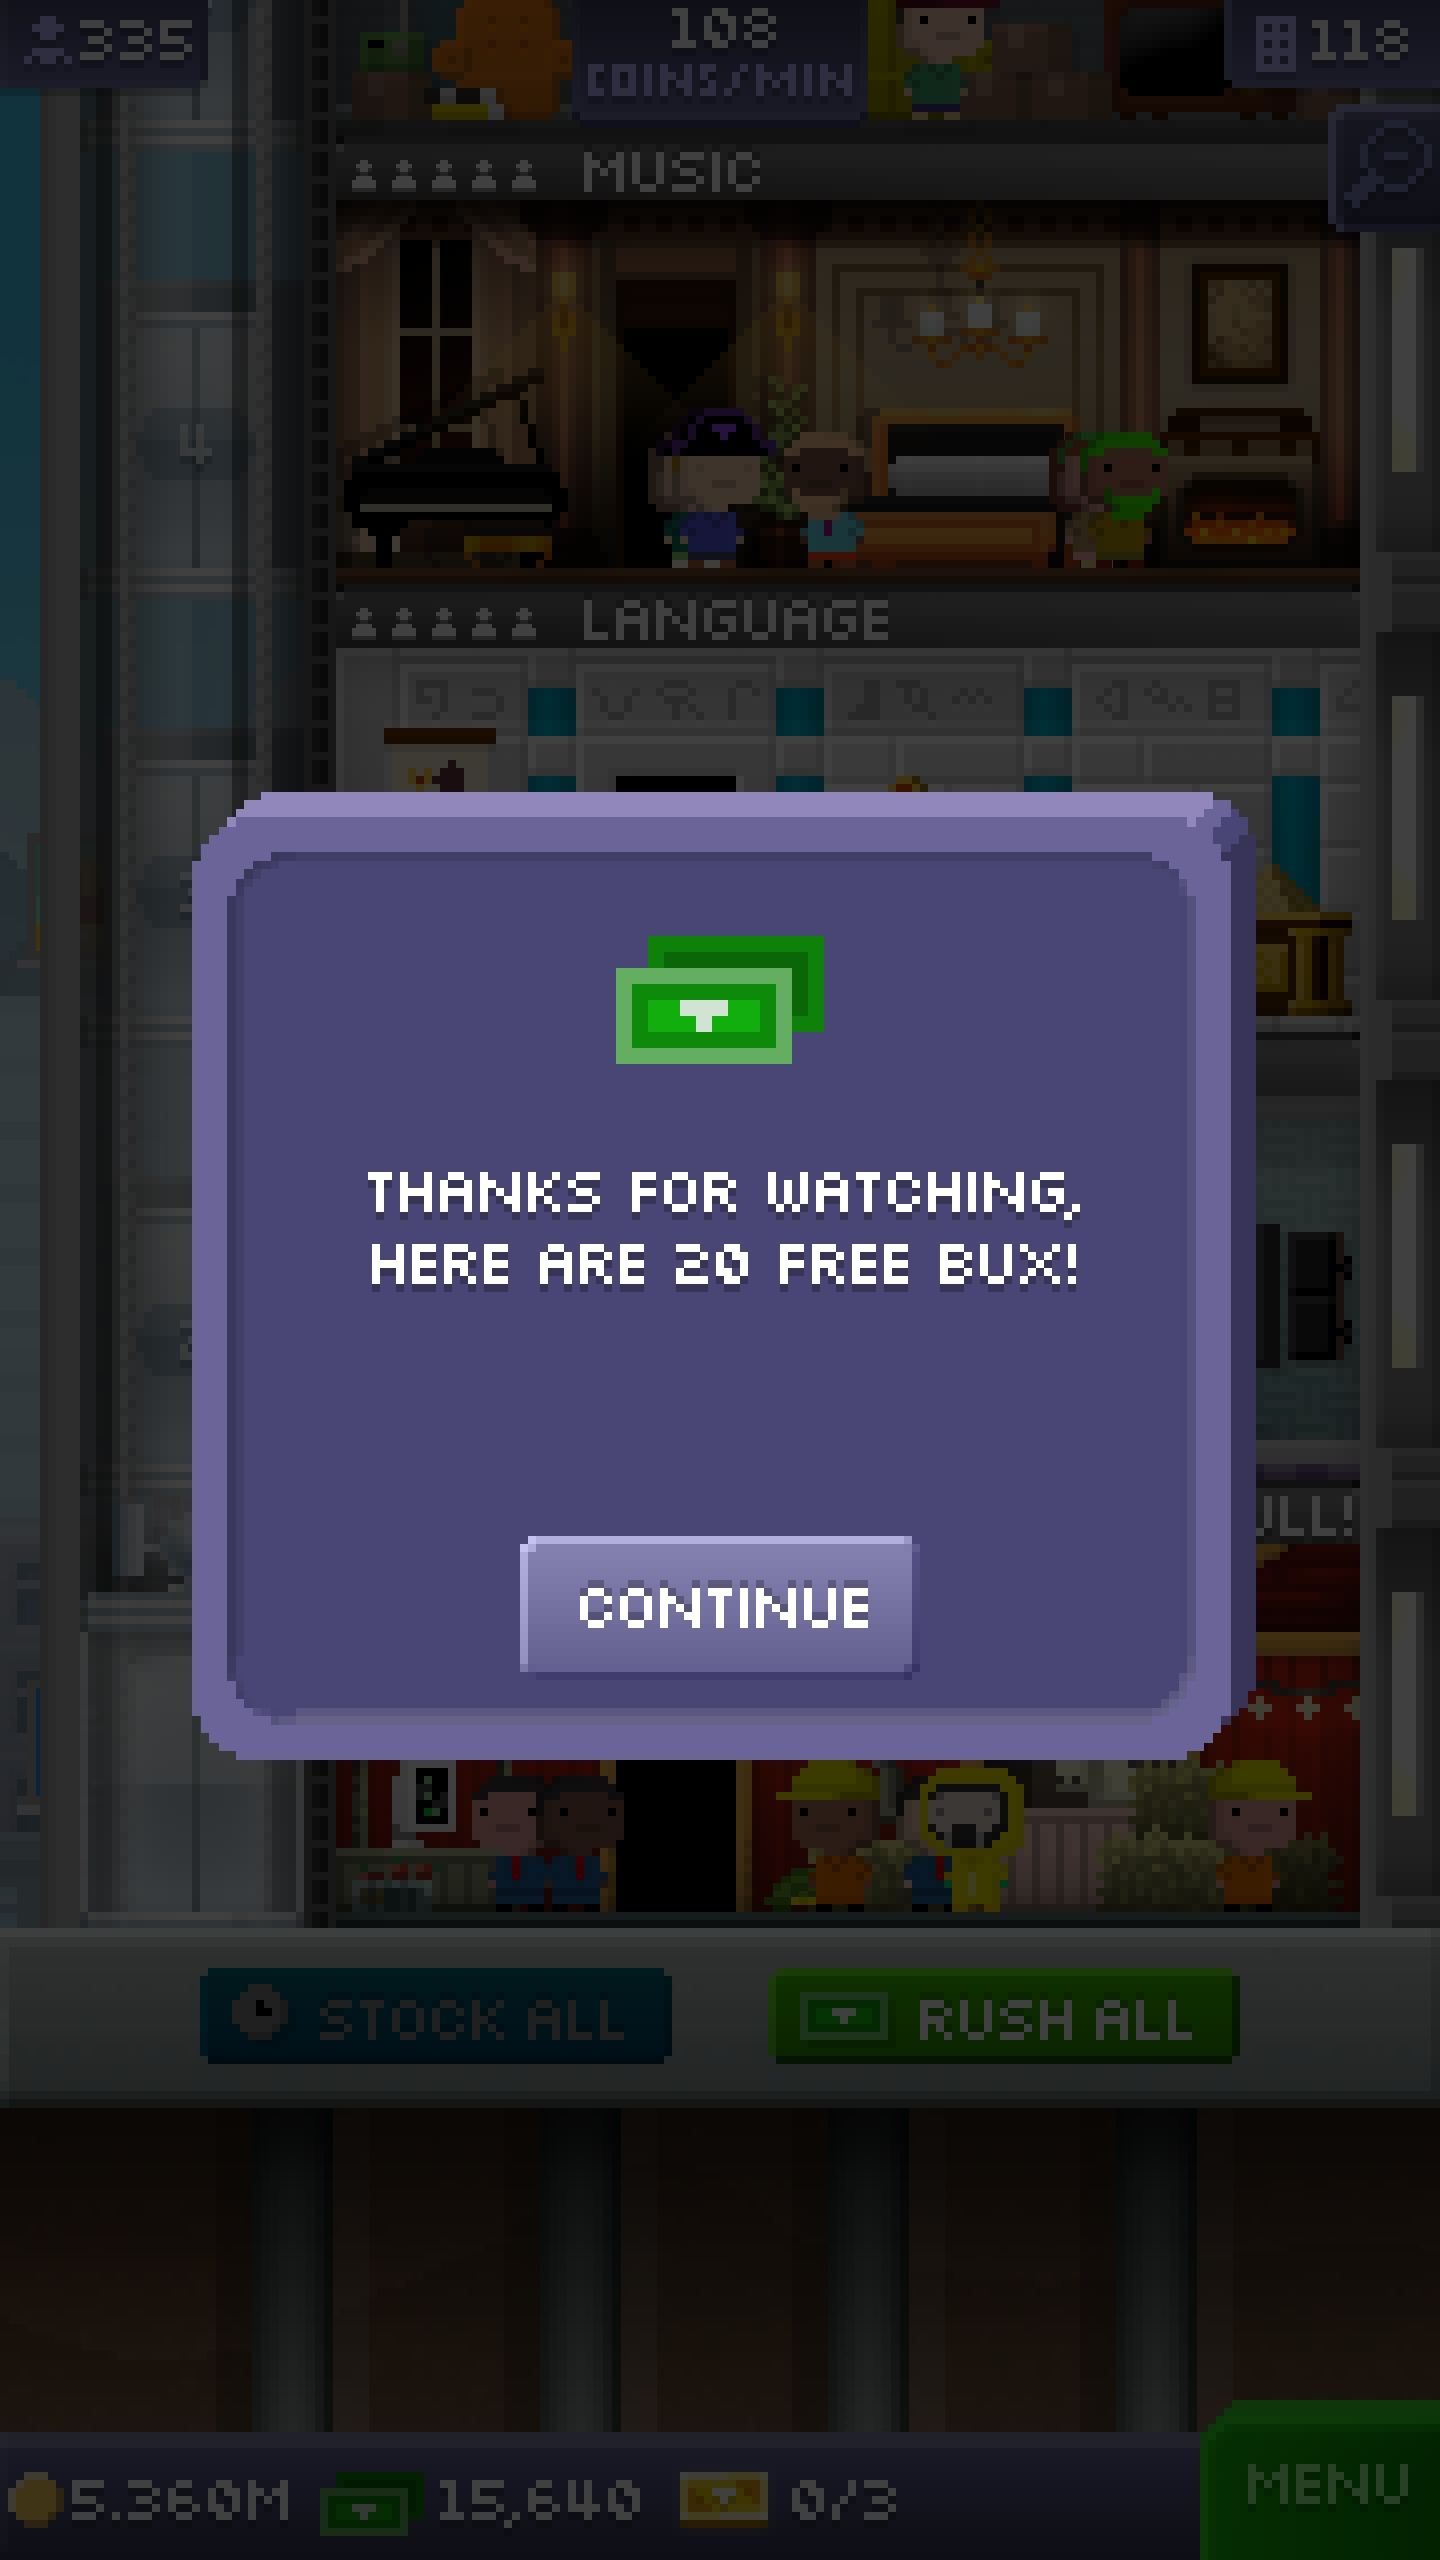 335
108
COINS/MIN
118
MUSIC
4
LANGUAGE
THANKS FOR WATCHING,
HERE ARE 20 FREE BUX!
CONTINUE
STOCK ALL
RUSH ALL
5.360M
15,640
0/3
MENU